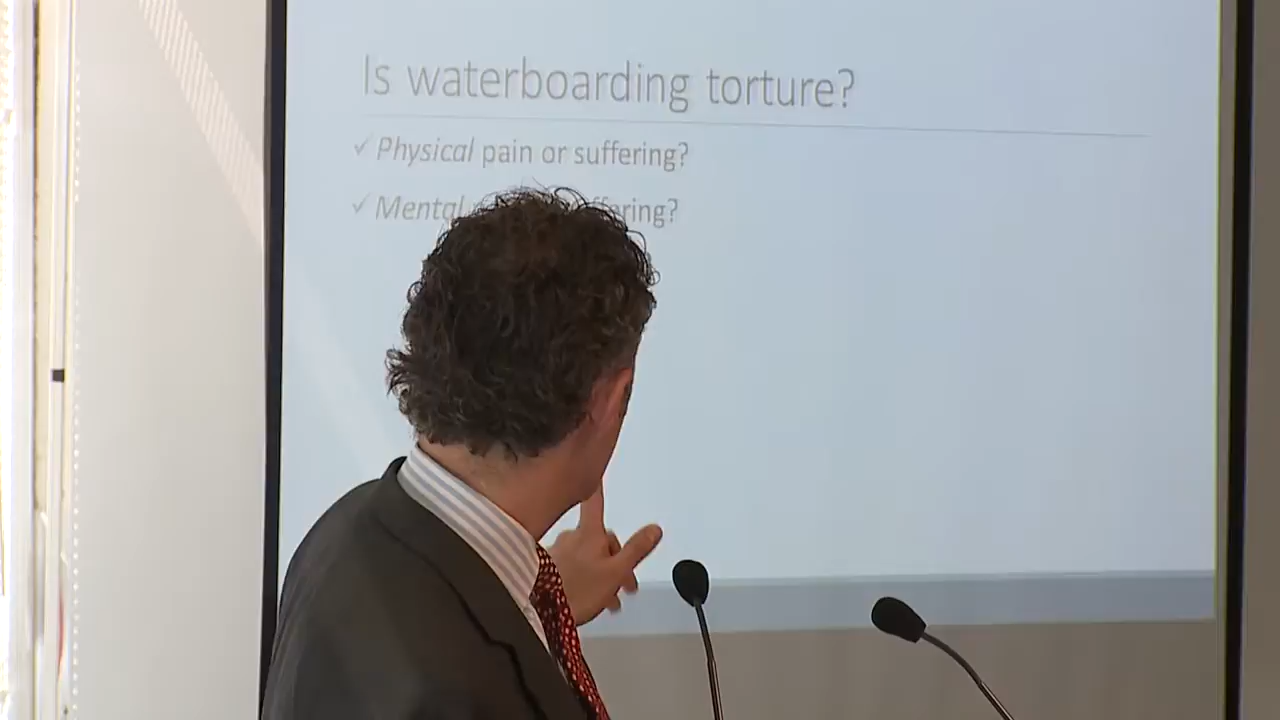 Is waterboarding torture?
✓ Physical pain or suffering?
✓ Mental